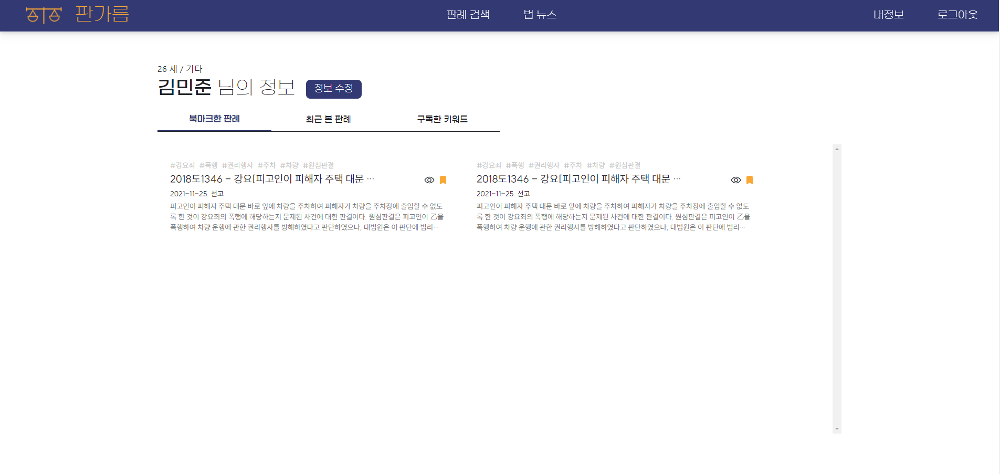 판가름
판례 검색
법 뉴스
내정보
로그아웃
26 세 / 기타
김민준 님의 정보
정보 수정
북마크한 판례
최근 본 판례
구독한 키워드
#강요죄 #폭행 #권리행사 #주차 #차량 #원심판결
2018도1346 - 강요[피고인이 피해자 주택 대문 ...
2021-11-25. 선고
피고인이 피해자 주택 대문 바로 앞에 차량을 주차하여 피해자가 차량을 주차장에 출입할 수 없도
록 한 것이 강요죄의 폭행에 해당하는지 문제된 사건에 대한 판결이다. 원심판결은 피고인이 乙을
폭행하여 차량 운행에 관한 권리행사를 방해하였다고 판단하였으나, 대법원은 이 판단에 법리...
#강요죄 #폭행 #권리행사 #주차 #차량 #원심판결
2018도1346 - 강요[피고인이 피해자 주택 대문 ...
2021-11-25. 선고
피고인이 피해자 주택 대문 바로 앞에 차량을 주차하여 피해자가 차량을 주차장에 출입할 수 없도
록 한 것이 강요죄의 폭행에 해당하는지 문제된 사건에 대한 판결이다. 원심판결은 피고인이 乙을
폭행하여 차량 운행에 관한 권리행사를 방해하였다고 판단하였으나, 대법원은 이 판단에 법리...